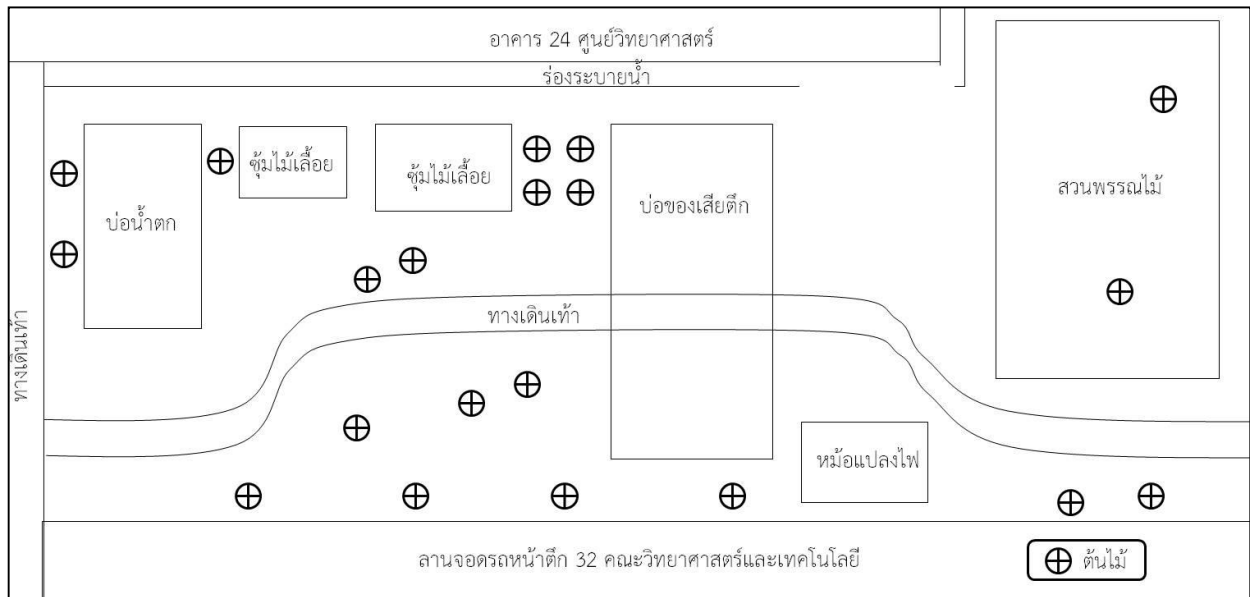 อาคาร 24 ศูนย์วิทยาศาสตร์
ร่องระบายน้ำ
ซุ้มไม้เลื้อย
ซุ้มไม้เลื้อย
สวนพรรณไม้
บ่อน้ำตก
บ่อของเสียตึก
ทางเดินเท้า
ทางเดินเท้า
หม้อแปลงไฟ
ลานจอดรถหน้าตึก 32 คณะวิทยาศาสตร์และเทคโนโลยี
ต้นไม้